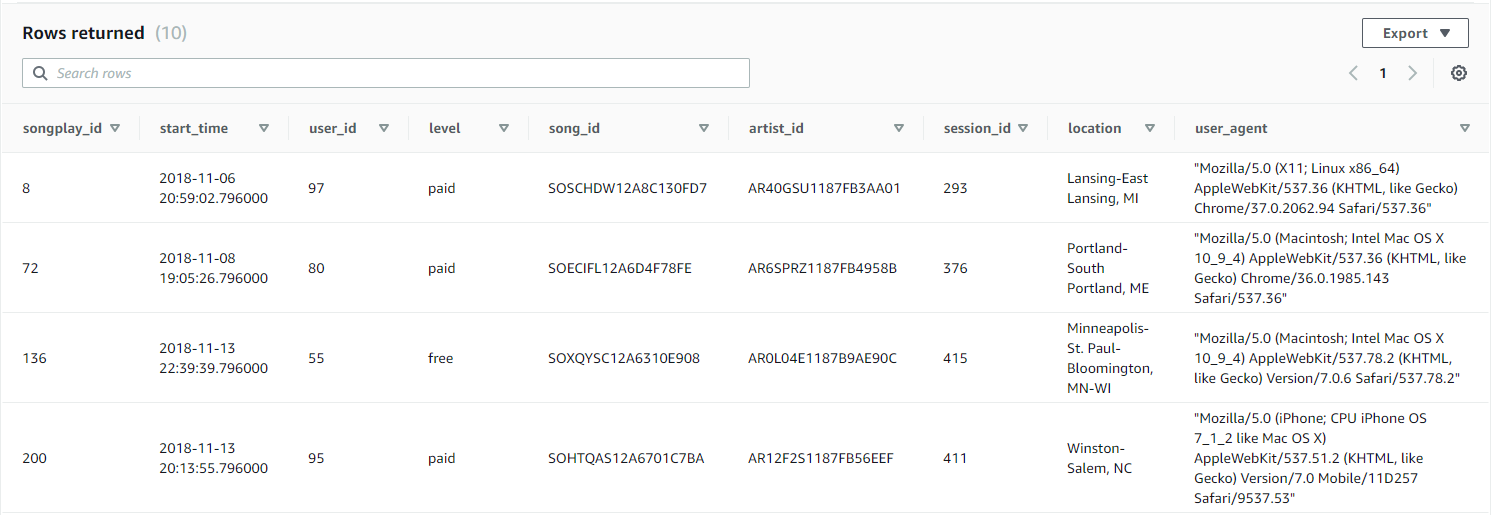 Rows returned (10)
Export
Search rows
1
songplay_id start_time user_id level song_id artist_id session_id location user_agent
8
2018-11-06
20:59:02.796000
97
paid
SOSCHDW12A8C130FD7
AR40GSU1187FB3AA01
293
Lansing-East
Lansing, MI
"Mozilla/5.0 (X11; Linux x86_64)
AppleWebKit/537.36 (KHTML, like Gecko)
Chrome/37.0.2062.94 Safari/537.36"
72
2018-11-08
19:05:26.796000
80
paid
SOECIFL12A6D4F78FE
AR6SPRZ1187FB4958B
376
Portland-
South
Portland, ME
"Mozilla/5.0 (Macintosh; Intel Mac OS X
10_9_4) AppleWebKit/537.36 (KHTML, like
Gecko) Chrome/36.0.1985.143
Safari/537.36"
136
2018-11-13
22:39:39.796000
55
free
SOXQYSC12A6310E908
AR0L04E1187B9AE90C
415
Minneapolis-
St. Paul-
Bloomington,
MN-WI
"Mozilla/5.0 (Macintosh; Intel Mac OS X
10_9_4) AppleWebKit/537.78.2 (KHTML,
like Gecko) Version/7.0.6 Safari/537.78.2"
200
2018-11-13
20:13:55.796000
95
paid
SOHTQAS12A6701C7BA
AR12F2S1187FB56EEF
411
Winston-
Salem, NC
"Mozilla/5.0 (iPhone; CPU iPhone OS
7_1_2 like Mac OS X)
AppleWebKit/537.51.2 (KHTML, like
Gecko) Version/7.0 Mobile/11D257
Safari/9537.53"